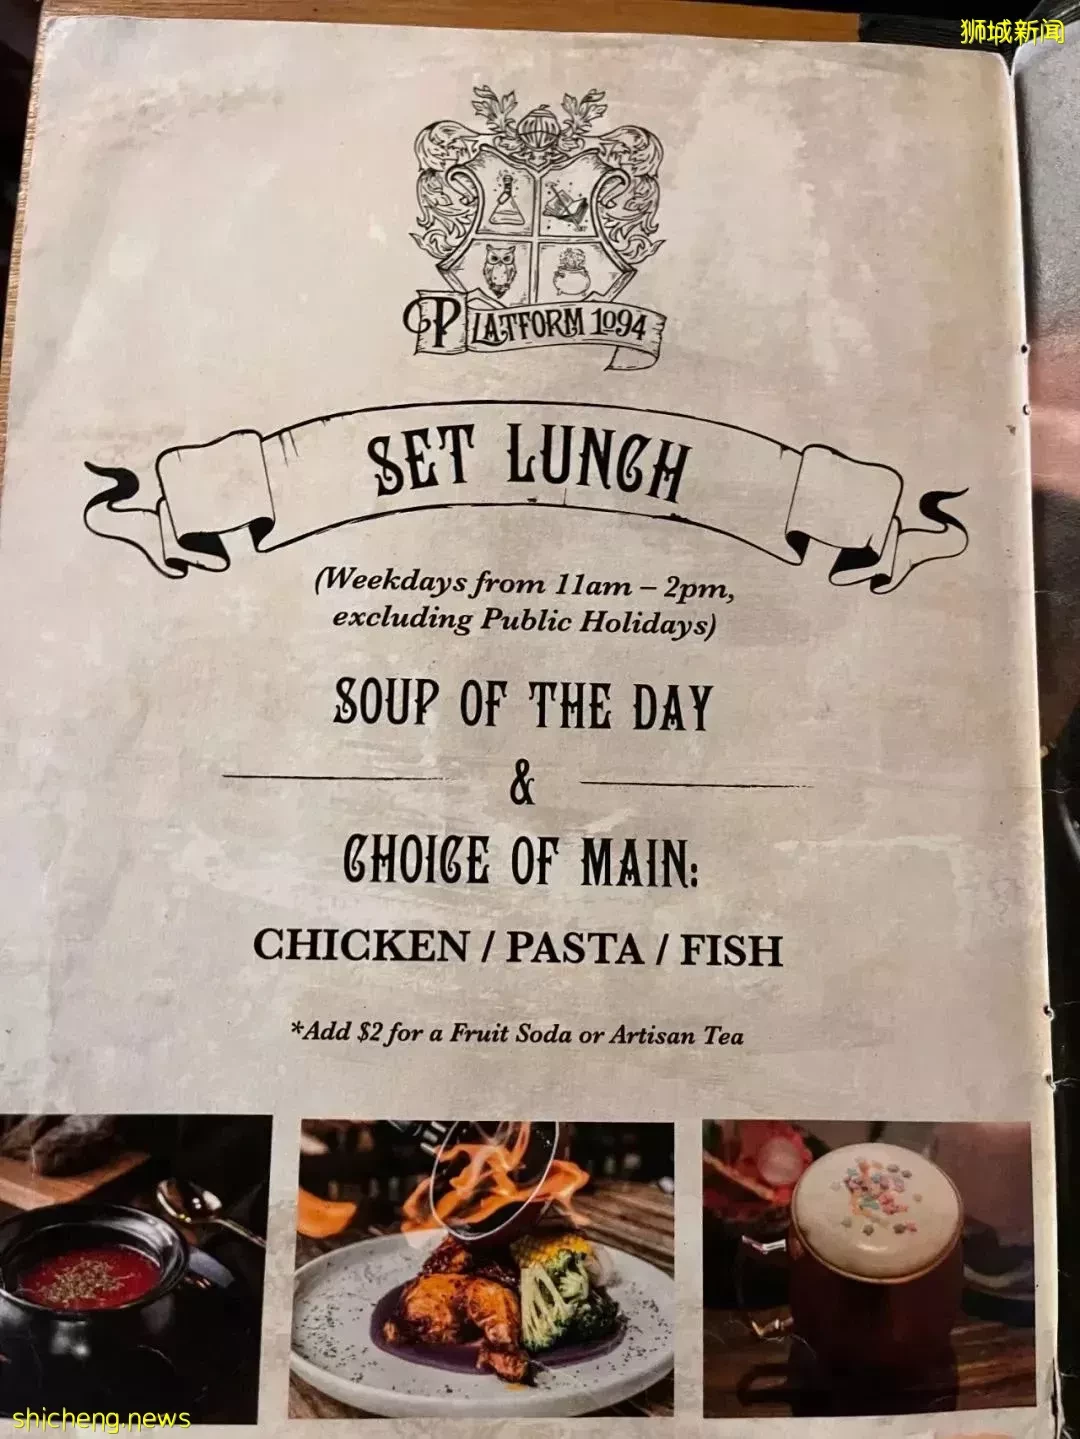 狮城新闻
PLATFORM 1094
SET LUNCH
(Weekdays from 11am – 2pm,
excluding Public Holidays)
SOUP OF THE DAY
&
CHOICE OF MAIN:
CHICKEN / PASTA / FISH
*Add $2 for a Fruit Soda or Artisan Tea
shicheng.news